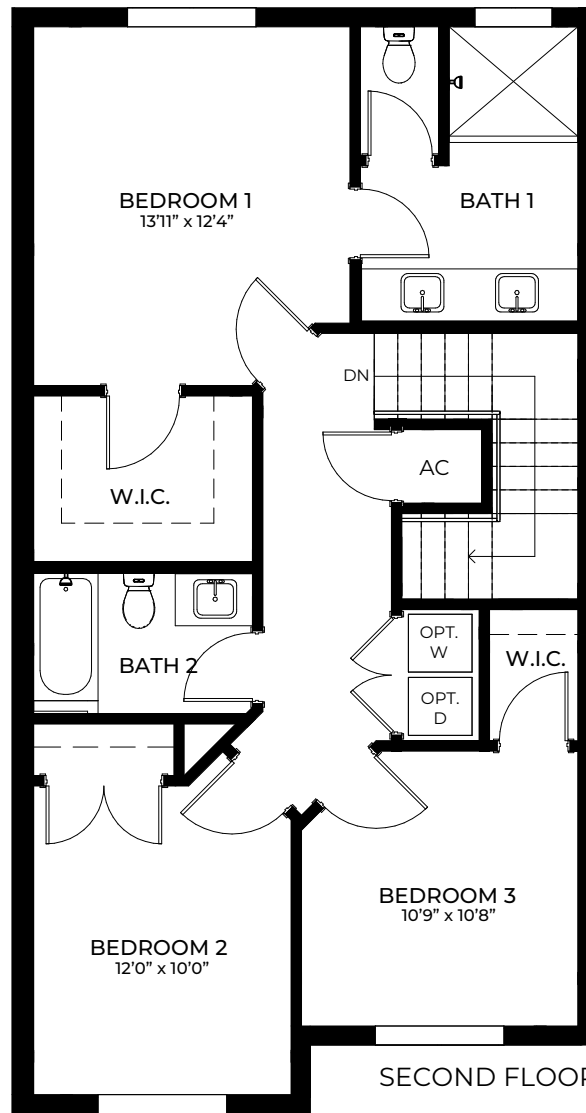 BEDROOM 1
13'11" x 12'4"
BATH 1
DN
AC
W.I.C.
OPT.
W
W.I.C.
BATH 2
OPT.
D
BEDROOM 3
10'9" x 10'8"
BEDROOM 2
12'0" x 10'0"
SECOND FLOOR